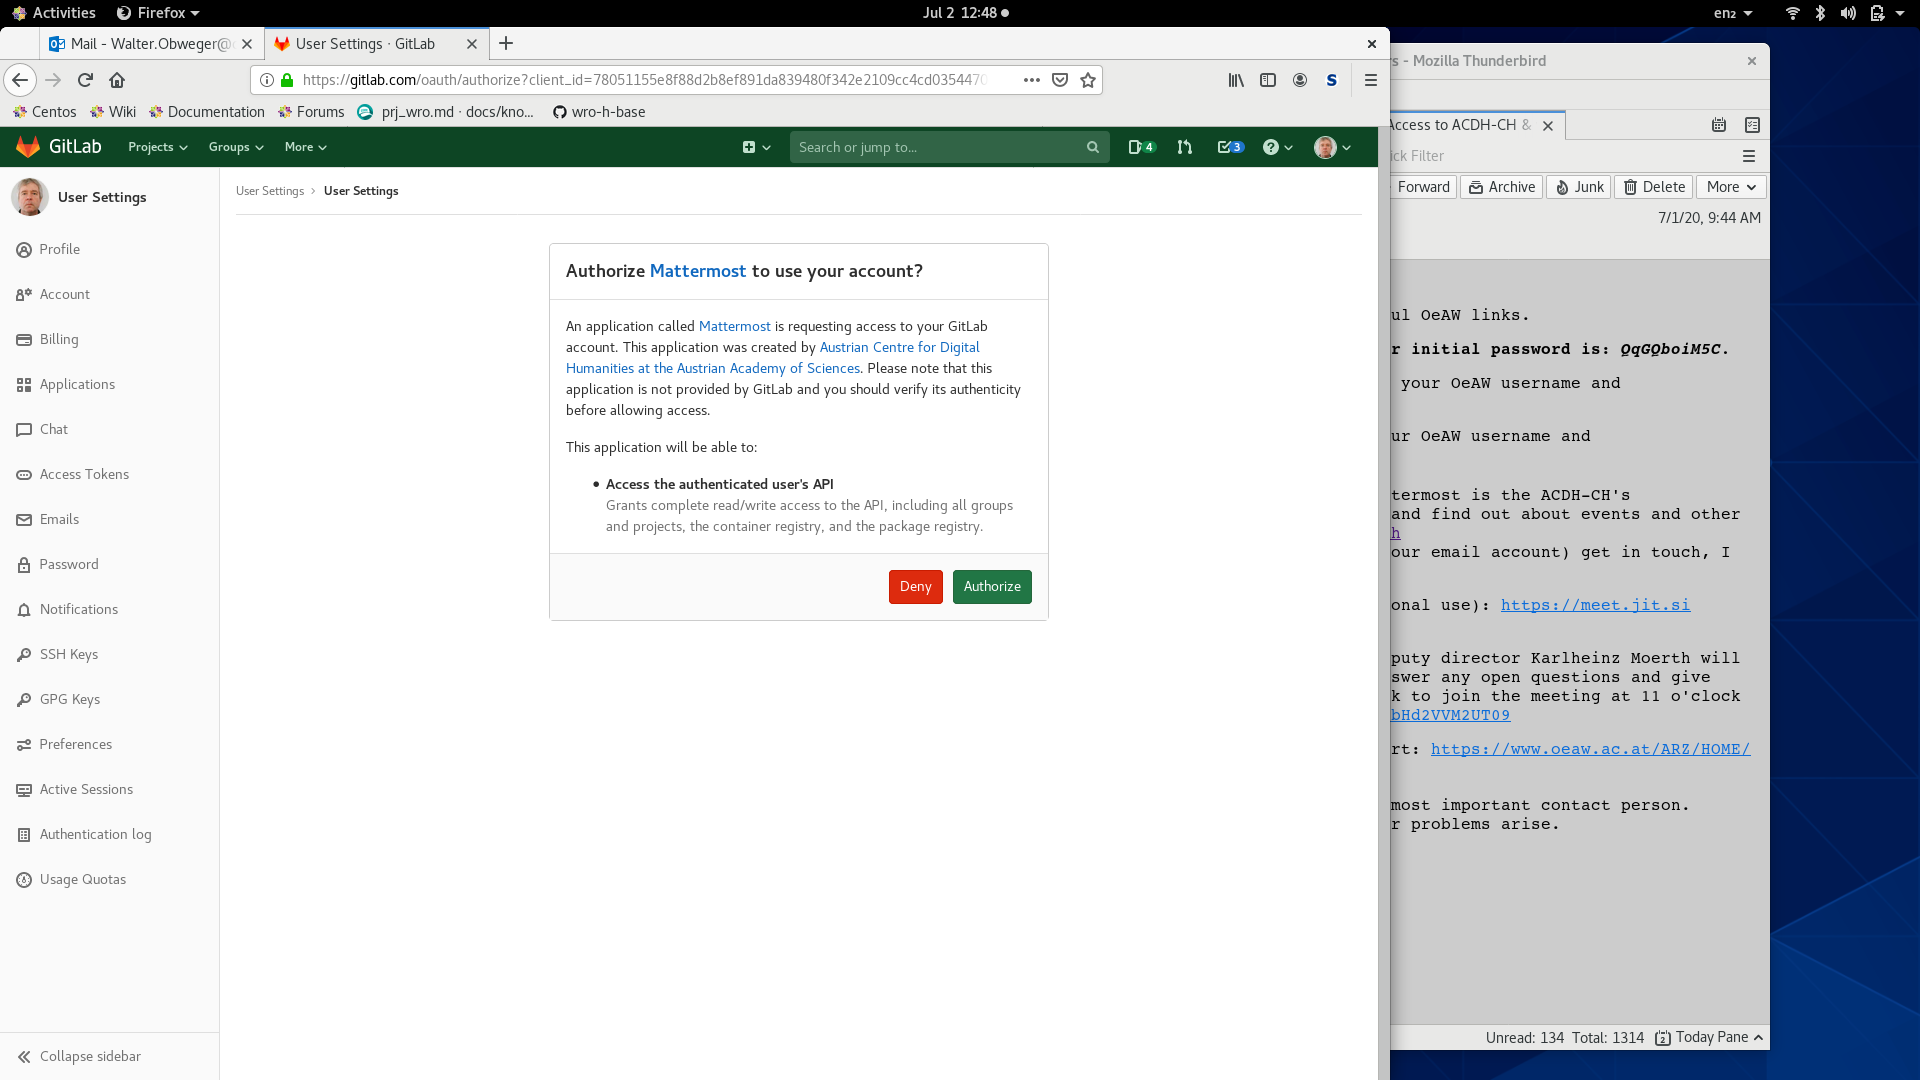 Activities
Firefox
Jul 2 12:48
en₂
Mail - Walter.Obweger@
User Settings · GitLab
s - Mozilla Thunderbird
https://gitlab.com/oauth/authorize?client_id=78051155e8f88d2b8ef891da839480f342e2109cc4cd0354470
Centos
Wiki
Documentation
Forums
prj_wro.md · docs/kno...
wro-h-base
GitLab
Projects
Groups
More
Search or jump to...
4
3
User Settings
Profile
Account
Billing
Applications
Chat
Access Tokens
Emails
Password
Notifications
SSH Keys
GPG Keys
Preferences
Active Sessions
Authentication log
Usage Quotas
Collapse sidebar
User Settings > User Settings
Authorize Mattermost to use your account?
An application called Mattermost is requesting access to your GitLab
account. This application was created by Austrian Centre for Digital
Humanities at the Austrian Academy of Sciences. Please note that this
application is not provided by GitLab and you should verify its authenticity
before allowing access.
This application will be able to:
• Access the authenticated user's API
Grants complete read/write access to the API, including all groups
and projects, the container registry, and the package registry.
Deny
Authorize
Access to ACDH-CH &
ick Filter
Forward
Archive
Junk
Delete
More
7/1/20, 9:44 AM
ul OeAW links.
r initial password is: QqGQboiM5C.
your OeAW username and
ur OeAW username and
termost is the ACDH-CH's
and find out about events and other
h
our email account) get in touch, I
onal use): https://meet.jit.si
puty director Karlheinz Moerth will
swer any open questions and give
k to join the meeting at 11 o'clock
bHd2VVM2UT09
rt: https://www.oeaw.ac.at/ARZ/HOME/
most important contact person.
r problems arise.
Unread: 134 Total: 1314
2
Today Pane